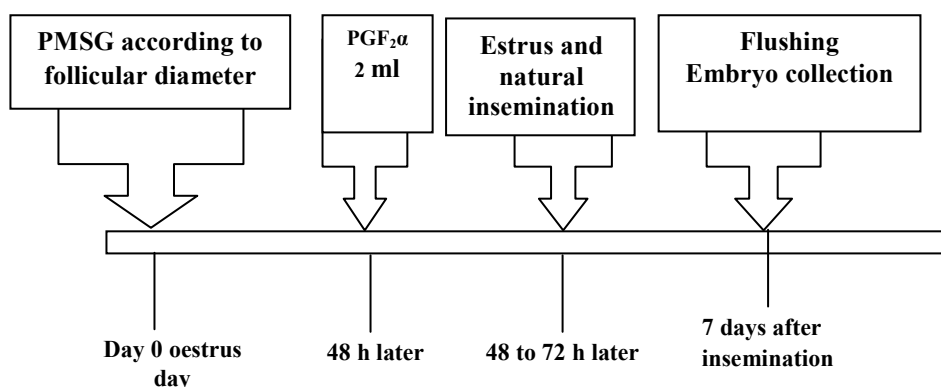 PMSG according to
follicular diameter
PGF₂α
2 ml
Estrus and
natural
insemination
Flushing
Embryo collection
Day 0 oestrus
day
48 h later
48 to 72 h later
7 days after
insemination